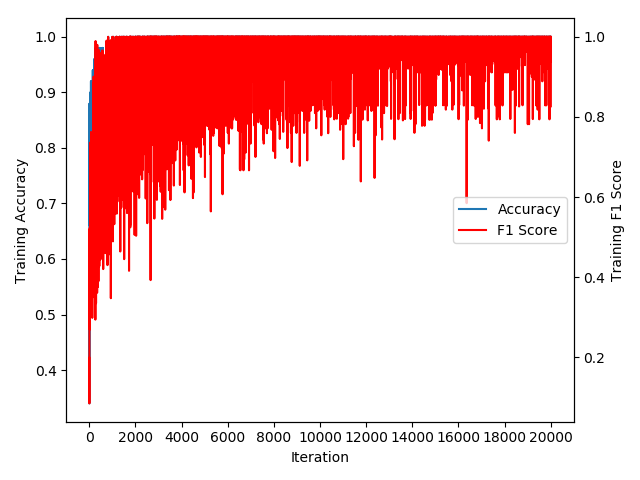 1.0
0.9
0.8
0.7
0.6
0.5
0.4
Training Accuracy
1.0
0.8
0.6
0.4
0.2
Training F1 Score
Accuracy
F1 Score
0 2000 4000 6000 8000 10000 12000 14000 16000 18000 20000
Iteration